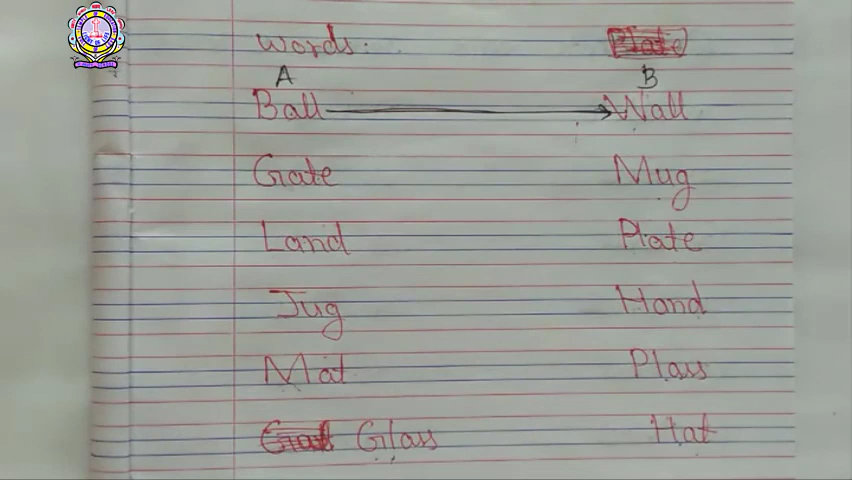 Words:
A B
Ball Wall
Gate Mug
Land Plate
Jug Hand
Mat Plass
Glass Hat